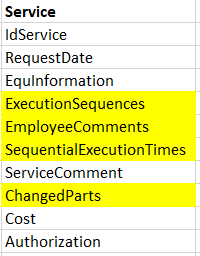 Service
IdService
RequestDate
EquInformation
ExecutionSequences
EmployeeComments
SequentialExecutionTimes
ServiceComment
ChangedParts
Cost
Authorization